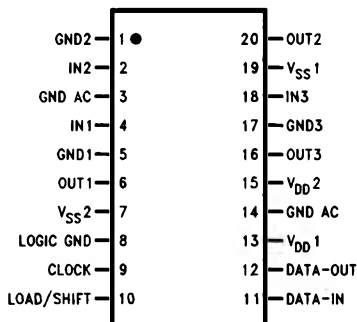 GND2 1 20 OUT2
IN2 2 19 VSS1
GND AC 3 18 IN3
IN1 4 17 GND3
GND1 5 16 OUT3
OUT1 6 15 VDD2
VSS2 7 14 GND AC
LOGIC GND 8 13 VDD1
CLOCK 9 12 DATA-OUT
LOAD/SHIFT 10 11 DATA-IN